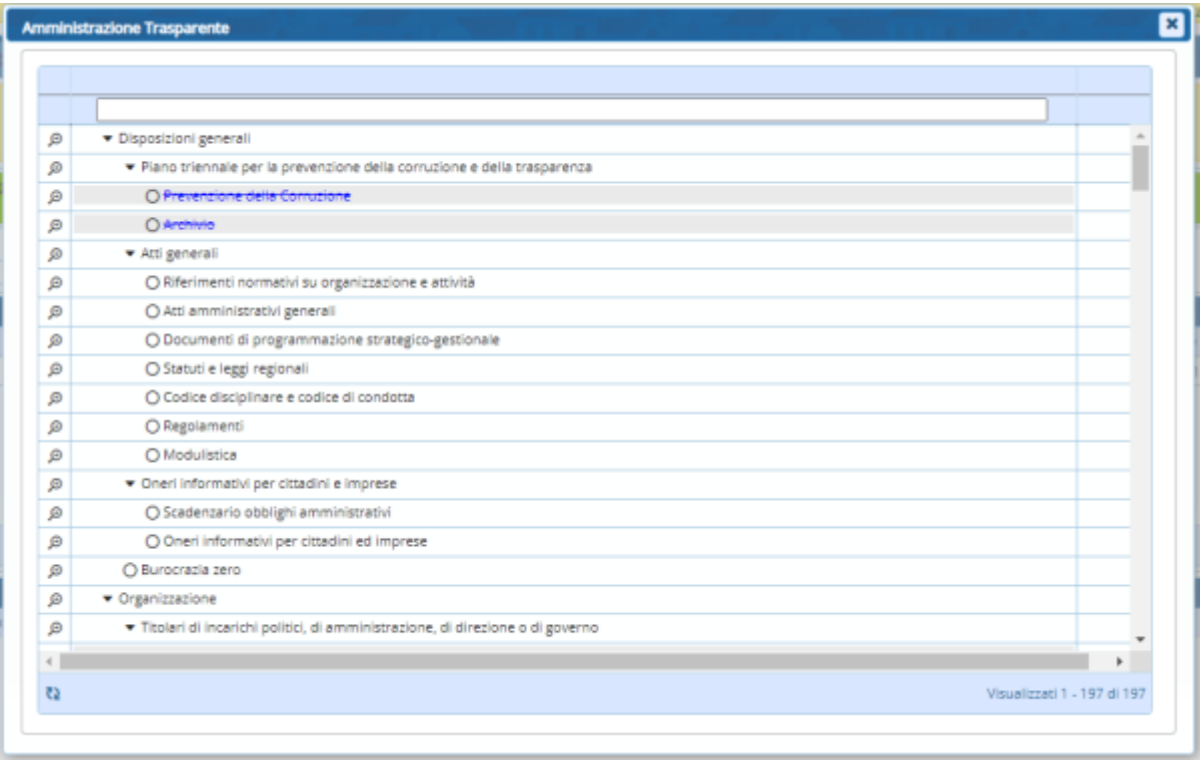 Amministrazione Trasparente
Disposizioni generali
Piano triennale per la prevenzione della corruzione e della trasparenza
Prevenzione della Corruzione
Archivio
Atti generali
Riferimenti normativi su organizzazione e attività
Atti amministrativi generali
Documenti di programmazione strategico-gestionale
Statuti e leggi regionali
Codice disciplinare e codice di condotta
Regolamenti
Modulistica
Oneri informativi per cittadini e imprese
Scadenzario obblighi amministrativi
Oneri informativi per cittadini ed imprese
Burocrazia zero
Organizzazione
Titolari di incarichi politici, di amministrazione, di direzione o di governo
Visualizzati 1 - 197 di 197